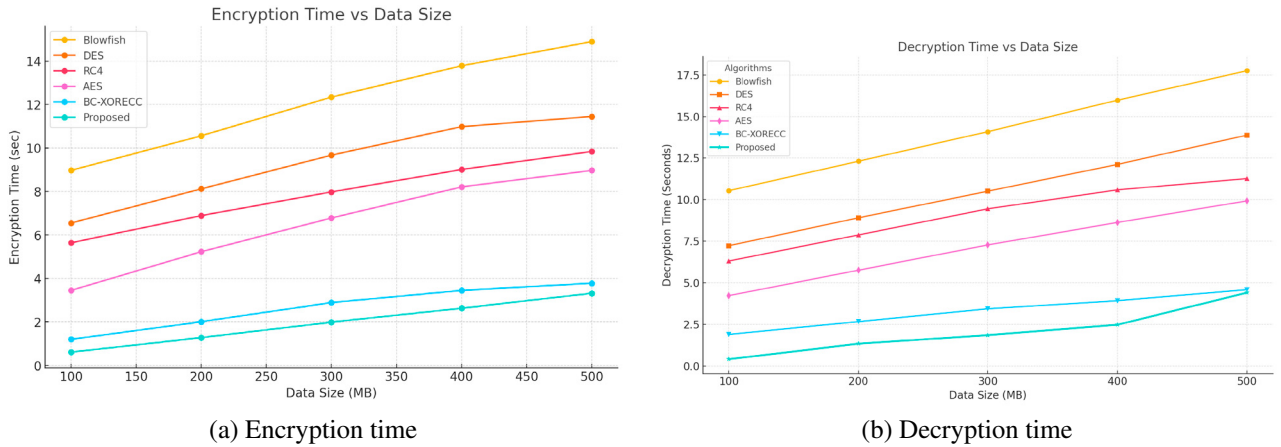 Encryption Time vs Data Size
Blowfish
DES
RC4
AES
BC-XORECC
Proposed
Encryption Time (sec)
14
12
10
8
6
4
2
0
100 150 200 250 300 350 400 450 500
Data Size (MB)
(a) Encryption time
Decryption Time vs Data Size
Algorithms
Blowfish
DES
RC4
AES
BC-XORECC
Proposed
Decryption Time (Seconds)
17.5
15.0
12.5
10.0
7.5
5.0
2.5
0.0
100 200 300 400 500
Data Size (MB)
(b) Decryption time